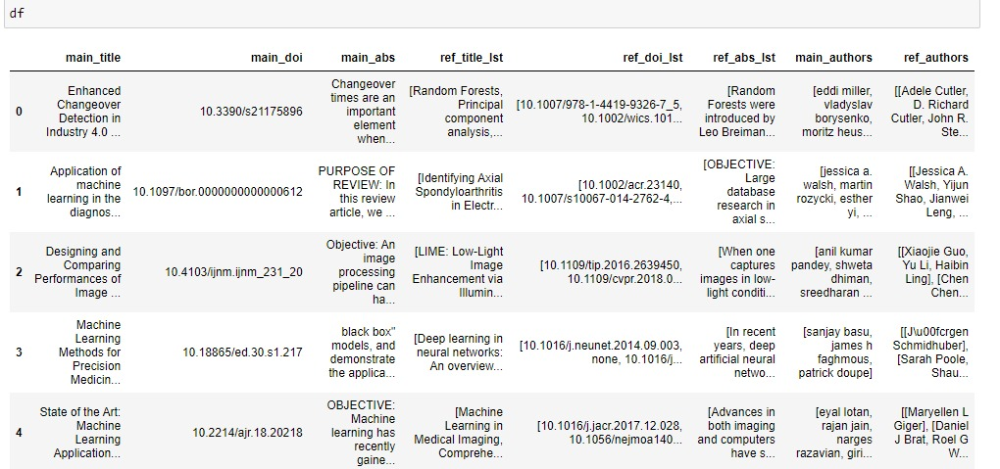 df
main_title main_doi main_abs ref_title_lst ref_doi_lst ref_abs_lst main_authors ref_authors
0
Enhanced
Changeover
Detection in
Industry 4.0 ...
10.3390/s21175896
Changeover
times are an
important
element
when...
[Random Forests,
Principal
component
analysis,...
[10.1007/978-1-4419-9326-7_5,
10.1002/wics.101...
[Random
Forests were
introduced by
Leo Breiman...
[eddi miller,
vladyslav
borysenko,
moritz heus...
[[Adele Cutler,
D. Richard
Cutler, John R.
Ste...
1
Application of
machine
learning in the
diagnos...
10.1097/bor.0000000000000612
PURPOSE OF
REVIEW: In
this review
article, we ...
[Identifying Axial
Spondyloarthritis
in Electr...
[10.1002/acr.23140,
10.1007/s10067-014-2762-4,...
[OBJECTIVE:
Large
database
research in
axial s...
[jessica a.
walsh, martin
rozycki, esther
yi, ...
[[Jessica A.
Walsh, Yijun
Shao, Jianwei
Leng, ...
2
Designing and
Comparing
Performances of
Image ...
10.4103/ijnm.ijnm_231_20
Objective: An
image
processing
pipeline can
ha...
[LIME: Low-Light
Image
Enhancement via
Illumin...
[10.1109/tip.2016.2639450,
10.1109/cvpr.2018.0...
[When one
captures
images in low-
light conditi...
[anil kumar
pandey, shweta
dhiman,
sreedharan ...
[[Xiaojie Guo,
Yu Li, Haibin
Ling], [Chen
Chen...
3
Machine
Learning
Methods for
Precision
Medicin...
10.18865/ed.30.s1.217
black box"
models, and
demonstrate
the applica...
[Deep learning in
neural networks:
An overview...
[10.1016/j.neunet.2014.09.003,
none, 10.1016/j...
[In recent
years, deep
artificial neural
netwo...
[sanjay basu,
james h
faghmous,
patrick doupe]
[[J\u00fcrgen
Schmidhuber],
[Sarah Poole,
Shau...
4
State of the Art:
Machine
Learning
Application...
10.2214/ajr.18.20218
OBJECTIVE:
Machine
learning has
recently
gaine...
[Machine
Learning in
Medical Imaging,
Comprehe...
[10.1016/j.jacr.2017.12.028,
10.1056/nejmoa140...
[Advances in
both imaging
and computers
have s...
[eyal lotan,
rajan jain,
narges
razavian, giri...
[[Maryellen L
Giger], [Daniel
J Brat, Roel G
W...